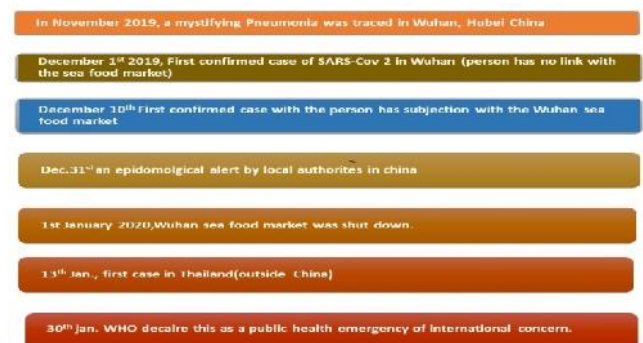 In November 2019, a mystifying Pneumonia was traced in Wuhan, Hubei China
December 1st 2019, First confirmed case of SARS-Cov 2 in Wuhan (person has no link with
the sea food market)
December 10th First confirmed case with the person has subjection with the Wuhan sea
food market
Dec.31st an epidomolgical alert by local authorites in china
1st January 2020,Wuhan sea food market was shut down.
13th Jan., first case in Thailand(outside China)
30th jan. WHO decalre this as a public health emergency of international concern.